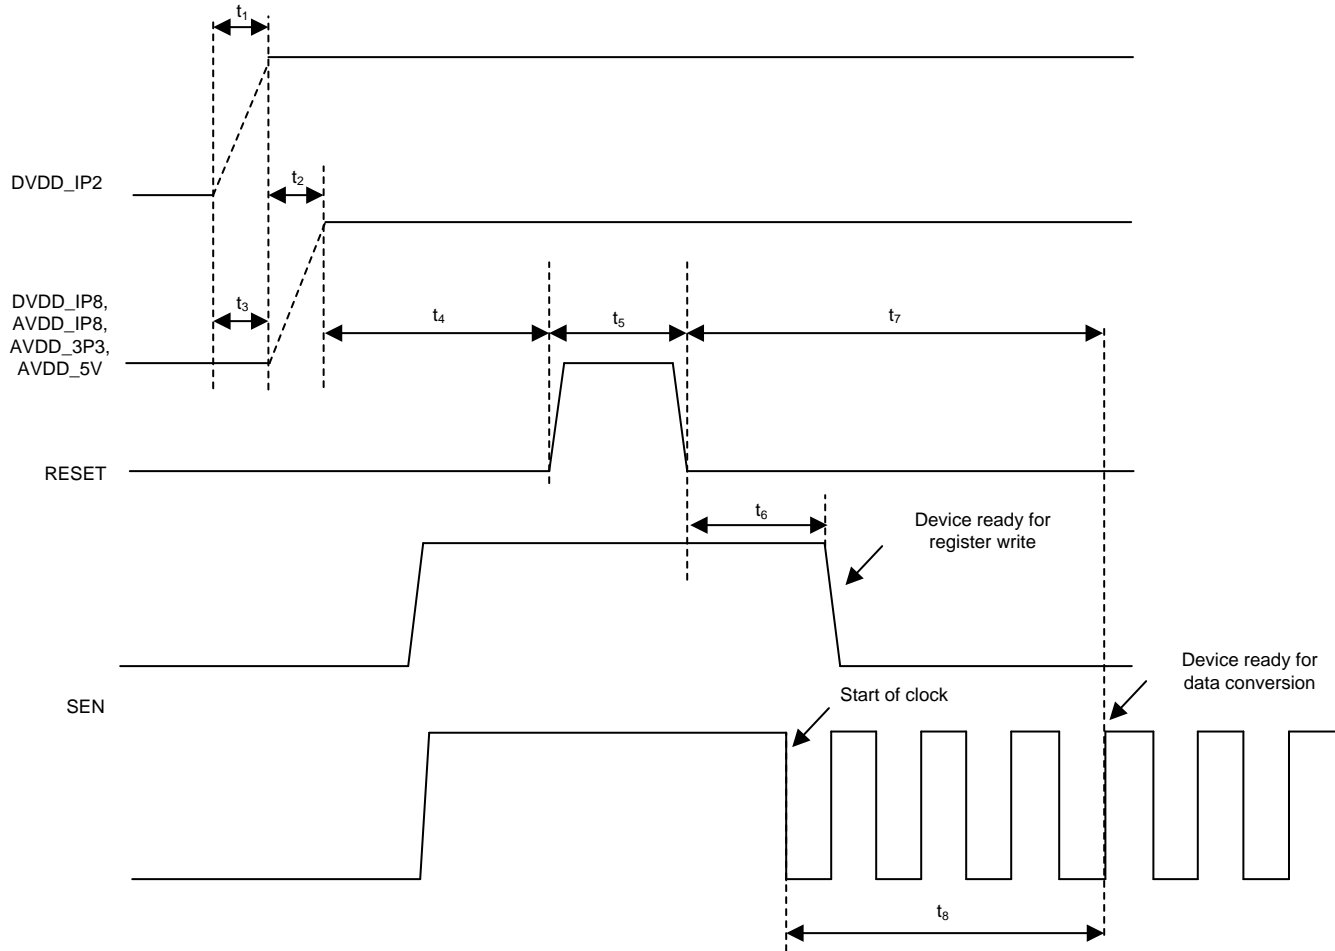 t1
DVDD_IP2
t2
DVDD_IP8,
AVDD_IP8,
AVDD_3P3,
AVDD_5V
t3
t4
t5
t7
RESET
t6
Device ready for
register write
Device ready for
data conversion
SEN
Start of clock
t8